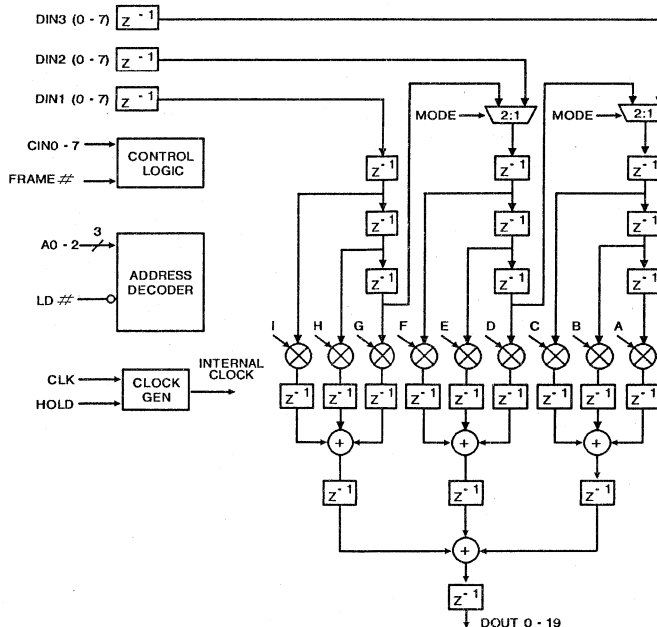 DIN3 (0 - 7) z -1
DIN2 (0 - 7) z -1
DIN1 (0 - 7) z -1
MODE 2:1 MODE 2:1
CIN0 - 7
CONTROL
LOGIC
FRAME #
z -1 z -1 z -1
z -1 z -1 z -1
3
A0 - 2
ADDRESS
DECODER
LD #
z -1 z -1 z -1
I H G F E D C B A
INTERNAL
CLOCK
CLK
CLOCK
GEN
HOLD
z -1 z -1 z -1 z -1 z -1 z -1 z -1 z -1 z -1
+ + +
z -1 z -1 z -1
+
z -1
DOUT 0 - 19